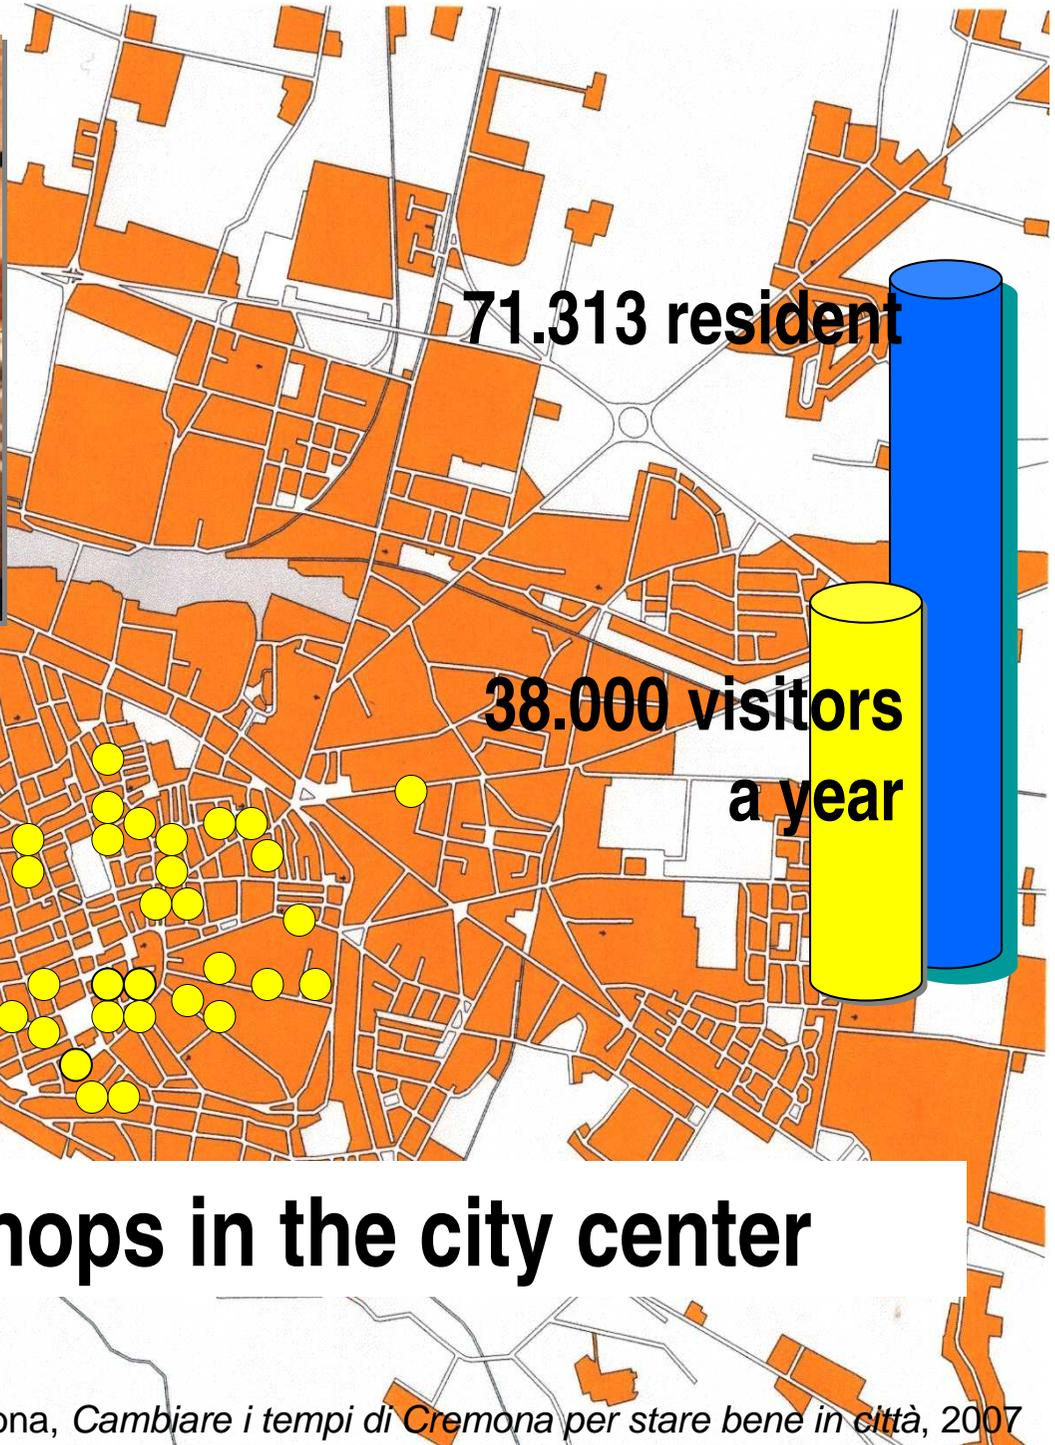 71.313 resident
38.000 visitors
a year
hops in the city center
ona, Cambiare i tempi di Cremona per stare bene in città, 2007